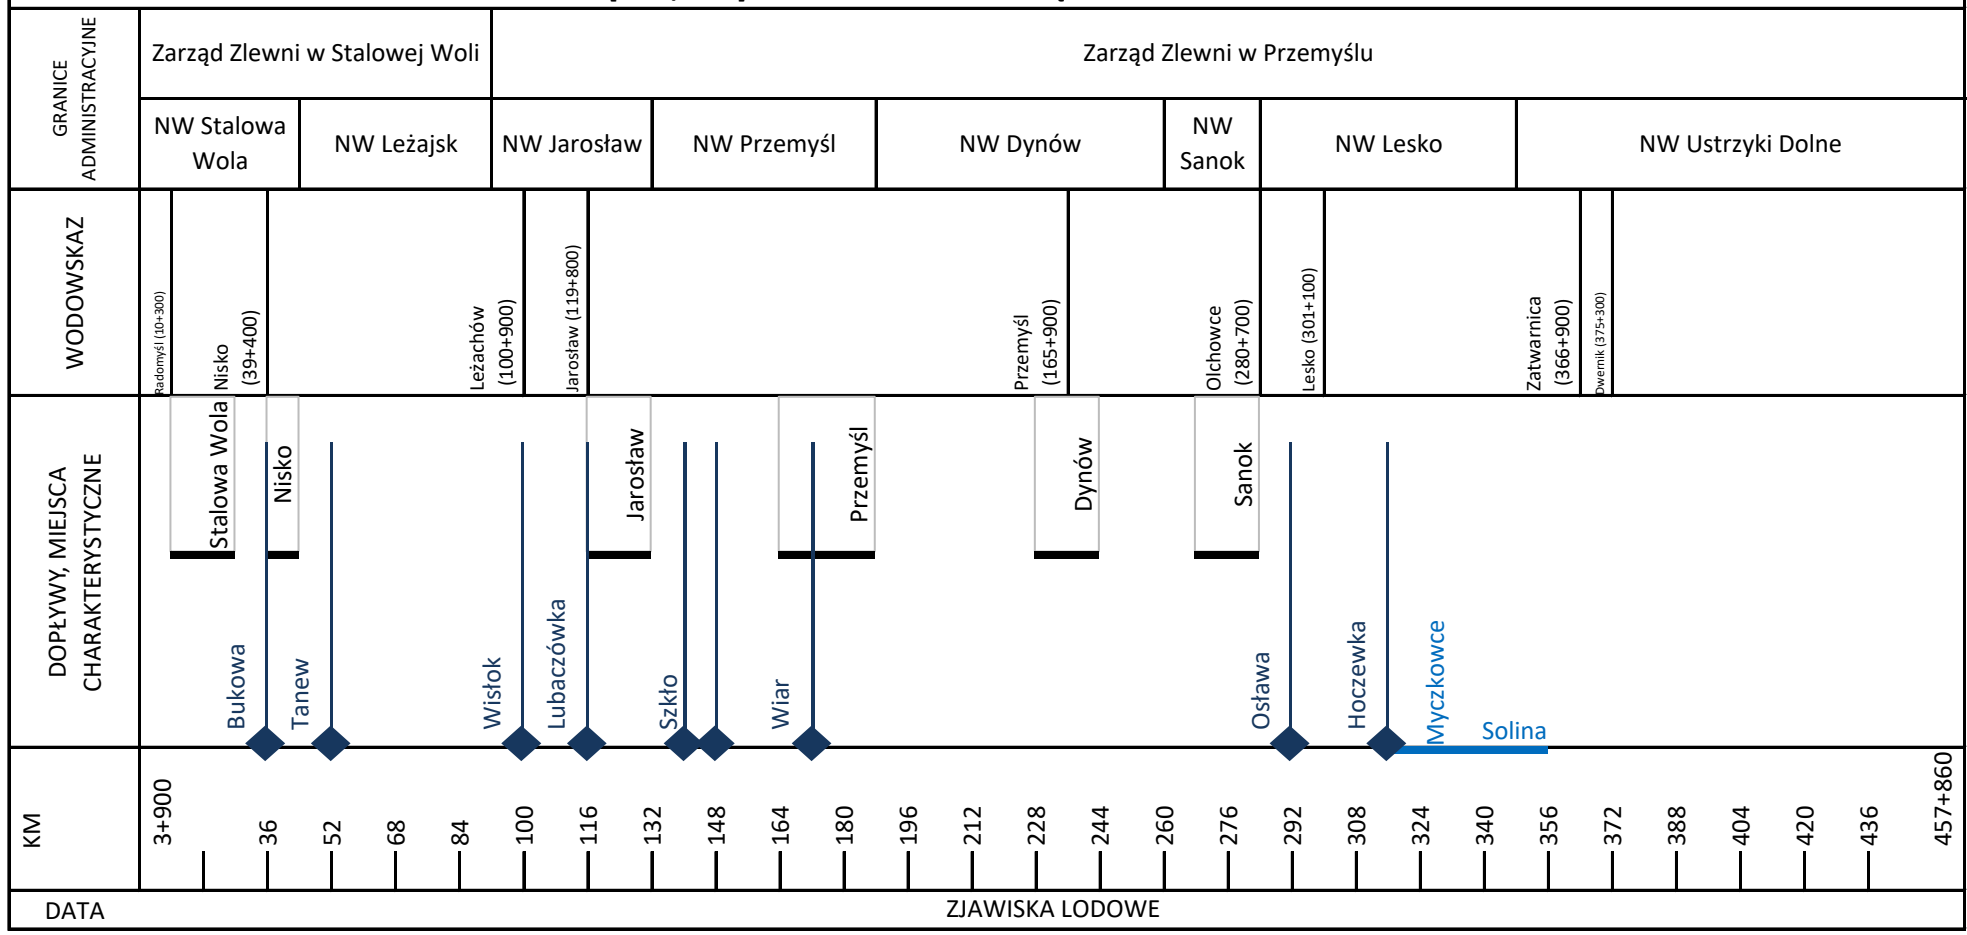 GRANICE
ADMINISTRACYJNE
Zarząd Zlewni w Stalowej Woli
Zarząd Zlewni w Przemyślu
NW Stalowa
Wola
NW Leżajsk
NW Jarosław
NW Przemyśl
NW Dynów
NW
Sanok
NW Lesko
NW Ustrzyki Dolne
WODOWSKAZ
Radomyśl (10+300)
Nisko
(39+400)
Leżachów
(100+900)
Jarosław (119+800)
Przemyśl
(165+900)
Olchowce
(280+700)
Lesko (301+100)
Zatwarnica
(366+900)
Dwernik (375+300)
DOPŁYWY, MIEJSCA
CHARAKTERYSTYCZNE
Stalowa Wola
Nisko
Jarosław
Przemyśl
Dynów
Sanok
Bukowa
Tanew
Wisłok
Lubaczówka
Szkło
Wiar
Osława
Hoczewka
Myczkowce
Solina
KM
3+900
36
52
68
84
100
116
132
148
164
180
196
212
228
244
260
276
292
308
324
340
356
372
388
404
420
436
457+860
DATA
ZJAWISKA LODOWE